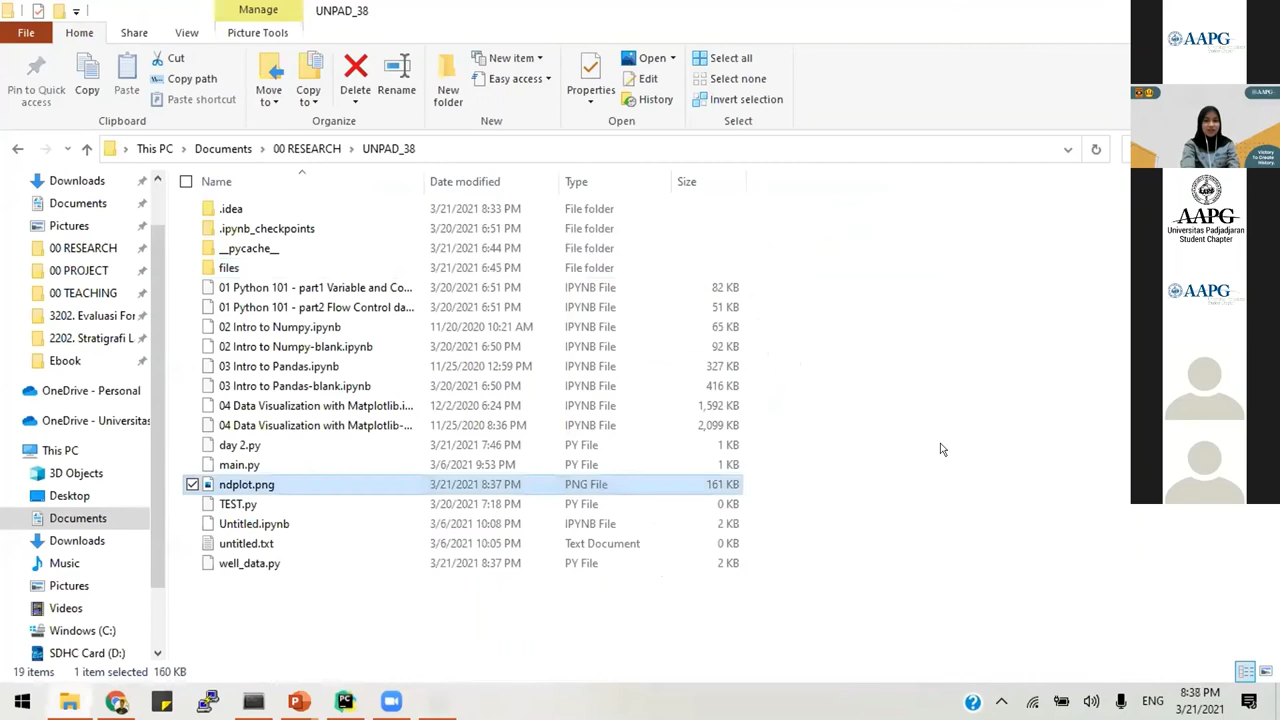 Manage
UNPAD_38
File
Home
Share
View
Picture Tools
Pin to Quick access
Copy
Paste
Cut
Copy path
Paste shortcut
Move to
Copy to
Delete
Rename
New folder
New item
Easy access
Properties
Open
Edit
History
Select all
Select none
Invert selection
Clipboard
Organize
New
Open
Select
This PC
Documents
00 RESEARCH
UNPAD_38
Name
Date modified
Type
Size
Downloads
Documents
Pictures
00 RESEARCH
00 PROJECT
00 TEACHING
3202. Evaluasi For
2202. Stratigrafi L
Ebook
OneDrive - Personal
OneDrive - Universitas
This PC
3D Objects
Desktop
Documents
Downloads
Music
Pictures
Videos
Windows (C:)
SDHC Card (D:)
.idea 3/21/2021 8:33 PM File folder
.ipynb_checkpoints 3/20/2021 6:51 PM File folder
__pycache__ 3/21/2021 6:44 PM File folder
files 3/21/2021 6:45 PM File folder
01 Python 101 - part1 Variable and Co... 3/20/2021 6:51 PM IPYNB File 82 KB
01 Python 101 - part2 Flow Control da... 3/20/2021 6:51 PM IPYNB File 51 KB
02 Intro to Numpy.ipynb 11/20/2020 10:21 AM IPYNB File 65 KB
02 Intro to Numpy-blank.ipynb 3/20/2021 6:50 PM IPYNB File 92 KB
03 Intro to Pandas.ipynb 11/25/2020 12:59 PM IPYNB File 327 KB
03 Intro to Pandas-blank.ipynb 3/20/2021 6:50 PM IPYNB File 416 KB
04 Data Visualization with Matplotlib.i... 12/2/2020 6:24 PM IPYNB File 1,592 KB
04 Data Visualization with Matplotlib-... 11/25/2020 8:36 PM IPYNB File 2,099 KB
day 2.py 3/21/2021 7:46 PM PY File 1 KB
main.py 3/6/2021 9:53 PM PY File 1 KB
ndplot.png 3/21/2021 8:37 PM PNG File 161 KB
TEST.py 3/20/2021 7:18 PM PY File 0 KB
Untitled.ipynb 3/6/2021 10:08 PM IPYNB File 2 KB
untitled.txt 3/6/2021 10:05 PM Text Document 0 KB
well_data.py 3/21/2021 8:37 PM PY File 2 KB
19 items 1 item selected 160 KB
AAPG
AAPG
Victory
To Create
History
AAPG
Universitas Padjadjaran
Student Chapter
AAPG
ENG
8:38 PM
3/21/2021